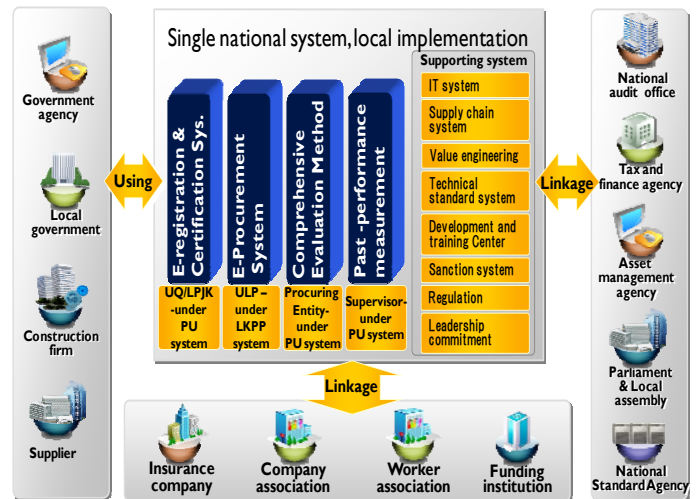 Single national system, local implementation
Government
agency
Local
government
Construction
firm
Supplier
Using
E-registration &
Certification Sys.
E-Procurement
System
Comprehensive
Evaluation Method
Past -performance
measurement
UQ/LPJK
-under
PU
system
ULP –
under
LKPP
system
Procuring
Entity-
under
PU system
Supervisor-
under
PU system
Supporting system
IT system
Supply chain
system
Value engineering
Technical
standard system
Development and
training Center
Sanction system
Regulation
Leadership
commitment
Linkage
National
audit office
Tax and
finance agency
Asset
management
agency
Parliament
& Local
assembly
National
Standard Agency
Linkage
Insurance
company
Company
association
Worker
association
Funding
institution